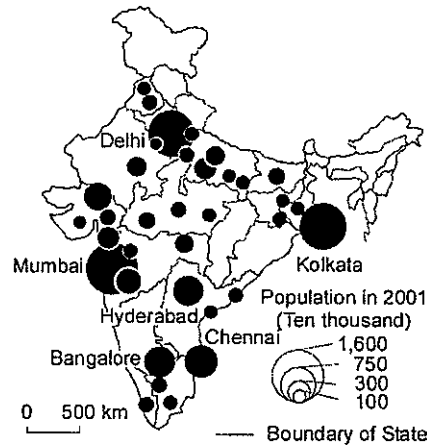 Delhi
Mumbai
Kolkata
Hyderabad
Chennai
Bangalore
Population in 2001
(Ten thousand)
1,600
750
300
100
0 500 km
Boundary of State